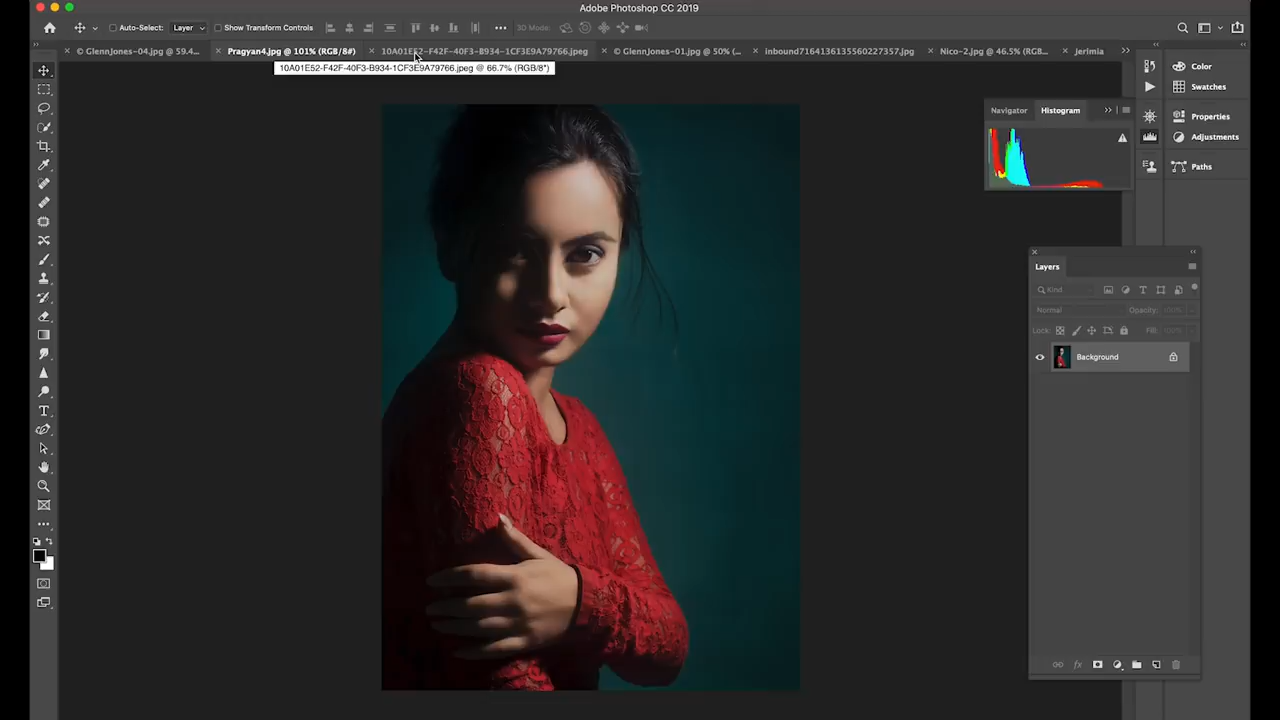 Adobe Photoshop CC 2019
Auto-Select: Layer Show Transform Controls 3D Mode:
© GlennJones-04.jpg @ 59.4... Pragyan4.jpg @ 101% (RGB/8#) 10A01E52-F42F-40F3-B934-1CF3E9A79766.jpeg © GlennJones-01.jpg @ 50% (... inbound7164136135560227357.jpg Nico-2.jpg @ 46.5% (RGB... Jerimia
10A01E52-F42F-40F3-B934-1CF3E9A79766.jpeg @ 66.7% (RGB/8*)
Color
Swatches
Navigator Histogram
Properties
Adjustments
Paths
Layers
Kind
Normal Opacity: 100%
Lock: Fill: 100%
Background